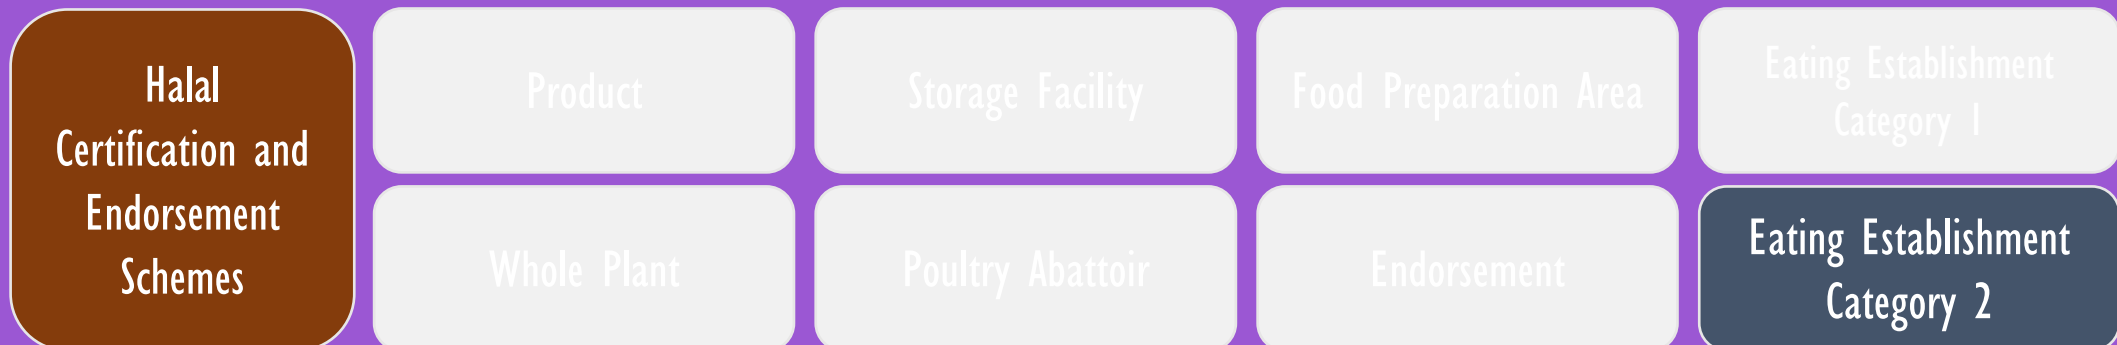 Halal
Certification and
Endorsement
Schemes
Product
Storage Facility
Food Preparation Area
Eating Establishment
Category 1
Whole Plant
Poultry Abattoir
Endorsement
Eating Establishment
Category 2